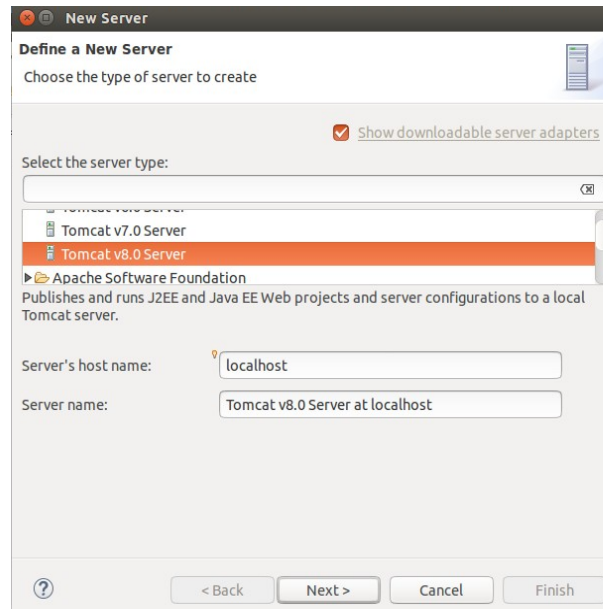 New Server
Define a New Server
Choose the type of server to create
Show downloadable server adapters
Select the server type:
Tomcat v7.0 Server
Tomcat v8.0 Server
Apache Software Foundation
Publishes and runs J2EE and Java EE Web projects and server configurations to a local
Tomcat server.
Server's host name: localhost
Server name: Tomcat v8.0 Server at localhost
? < Back Next > Cancel Finish